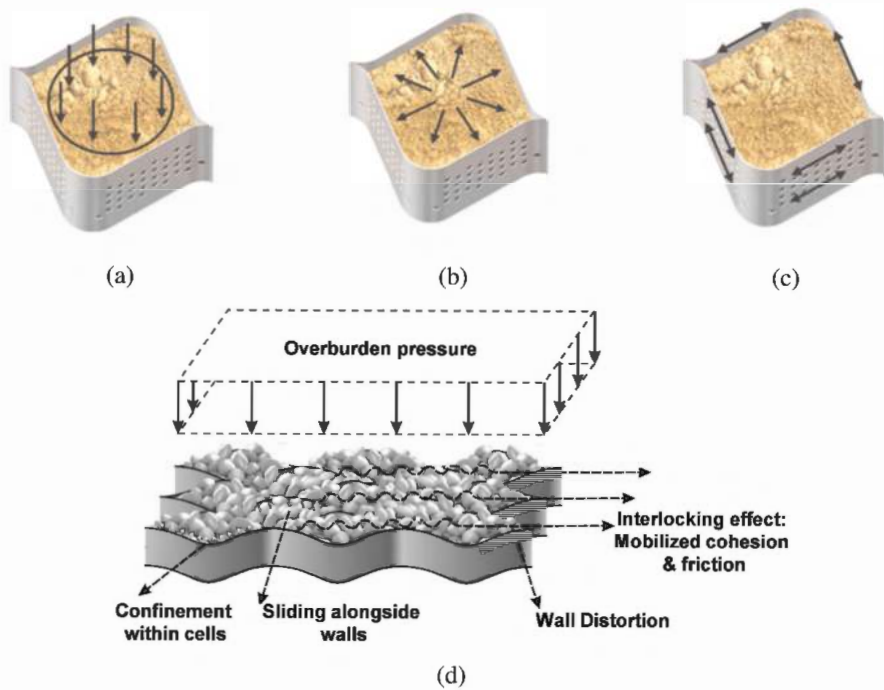 (a)
(b)
(c)
Overburden pressure
Interlocking effect:
Mobilized cohesion
& friction
Confinement
within cells
Sliding alongside
walls
Wall Distortion
(d)